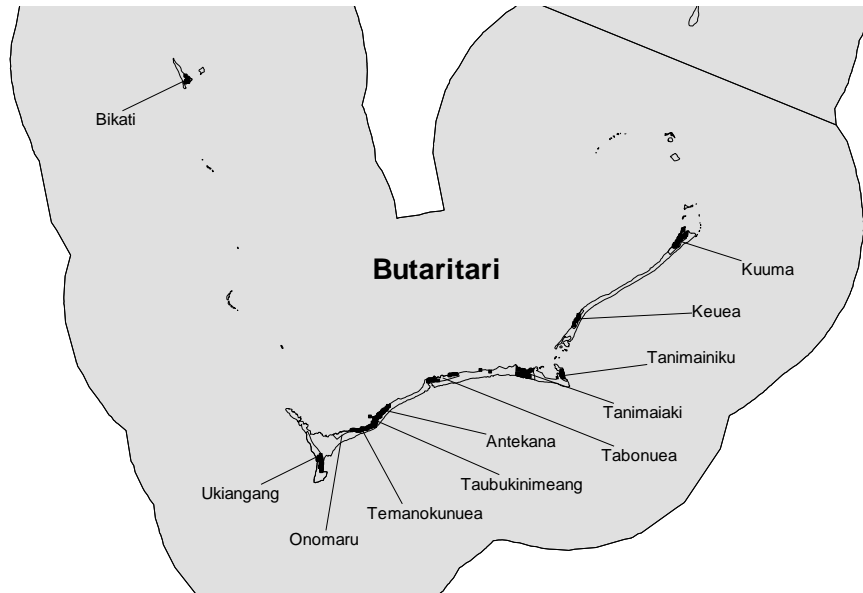 Bikati
Butaritari
Kuuma
Keuea
Tanimainiku
Tanimaiaki
Antekana
Tabonuea
Taubukinimeang
Ukiangang
Temanokunuea
Onomaru